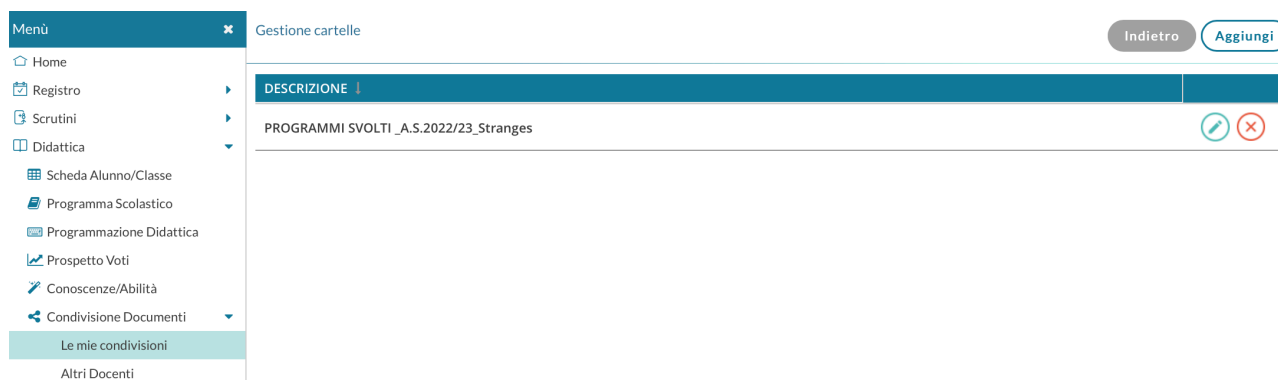 Menù
Gestione cartelle
Indietro
Aggiungi
Home
Registro
DESCRIZIONE
Scrutini
PROGRAMMI SVOLTI _A.S.2022/23_Stranges
Didattica
Scheda Alunno/Classe
Programma Scolastico
Programmazione Didattica
Prospetto Voti
Conoscenze/Abilità
Condivisione Documenti
Le mie condivisioni
Altri Docenti